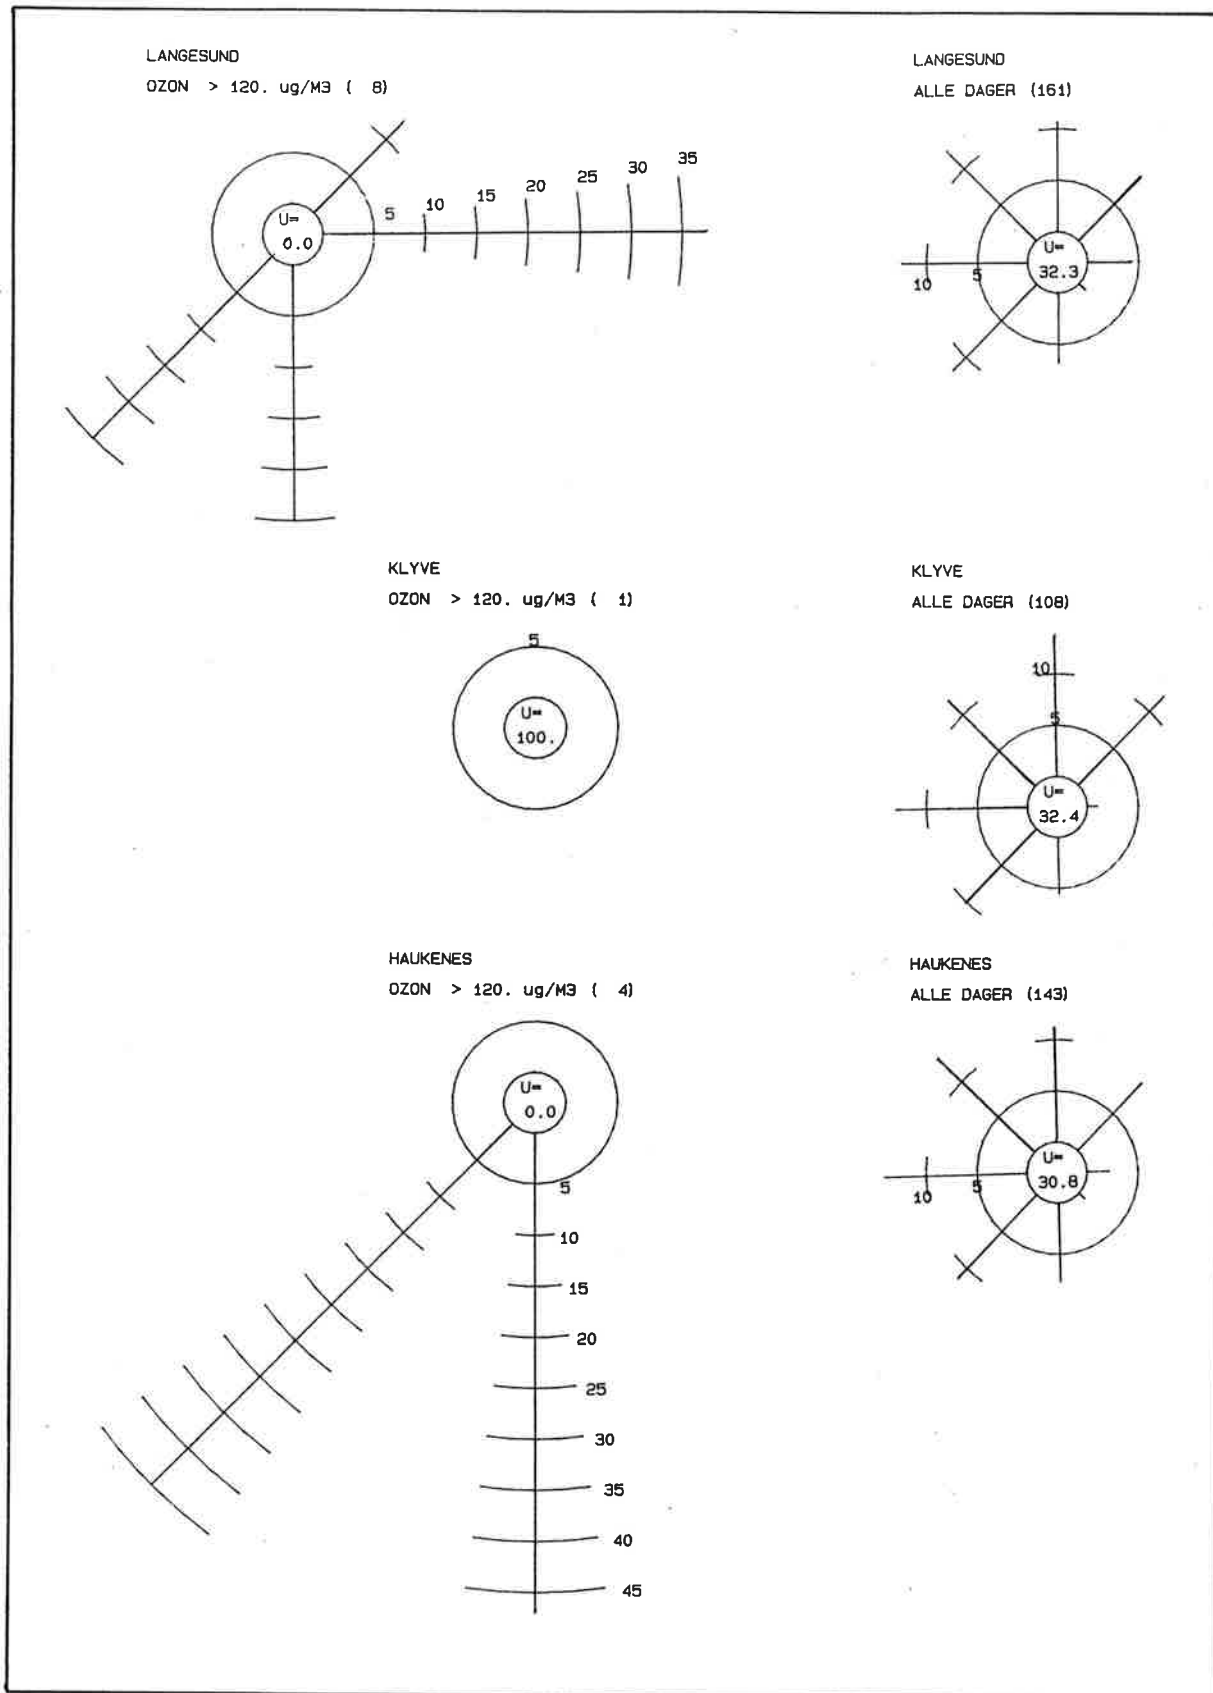 LANGESUND
OZON > 120. ug/M3 ( 8)
5 10 15 20 25 30 35
U=
0.0
LANGESUND
ALLE DAGER (161)
U=
32.3
10 5
KLYVE
OZON > 120. ug/M3 ( 1)
5
U=
100.
KLYVE
ALLE DAGER (108)
10
5
U=
32.4
HAUKENES
OZON > 120. ug/M3 ( 4)
U=
0.0
5
10
15
20
25
30
35
40
45
HAUKENES
ALLE DAGER (143)
U=
30.8
10 5